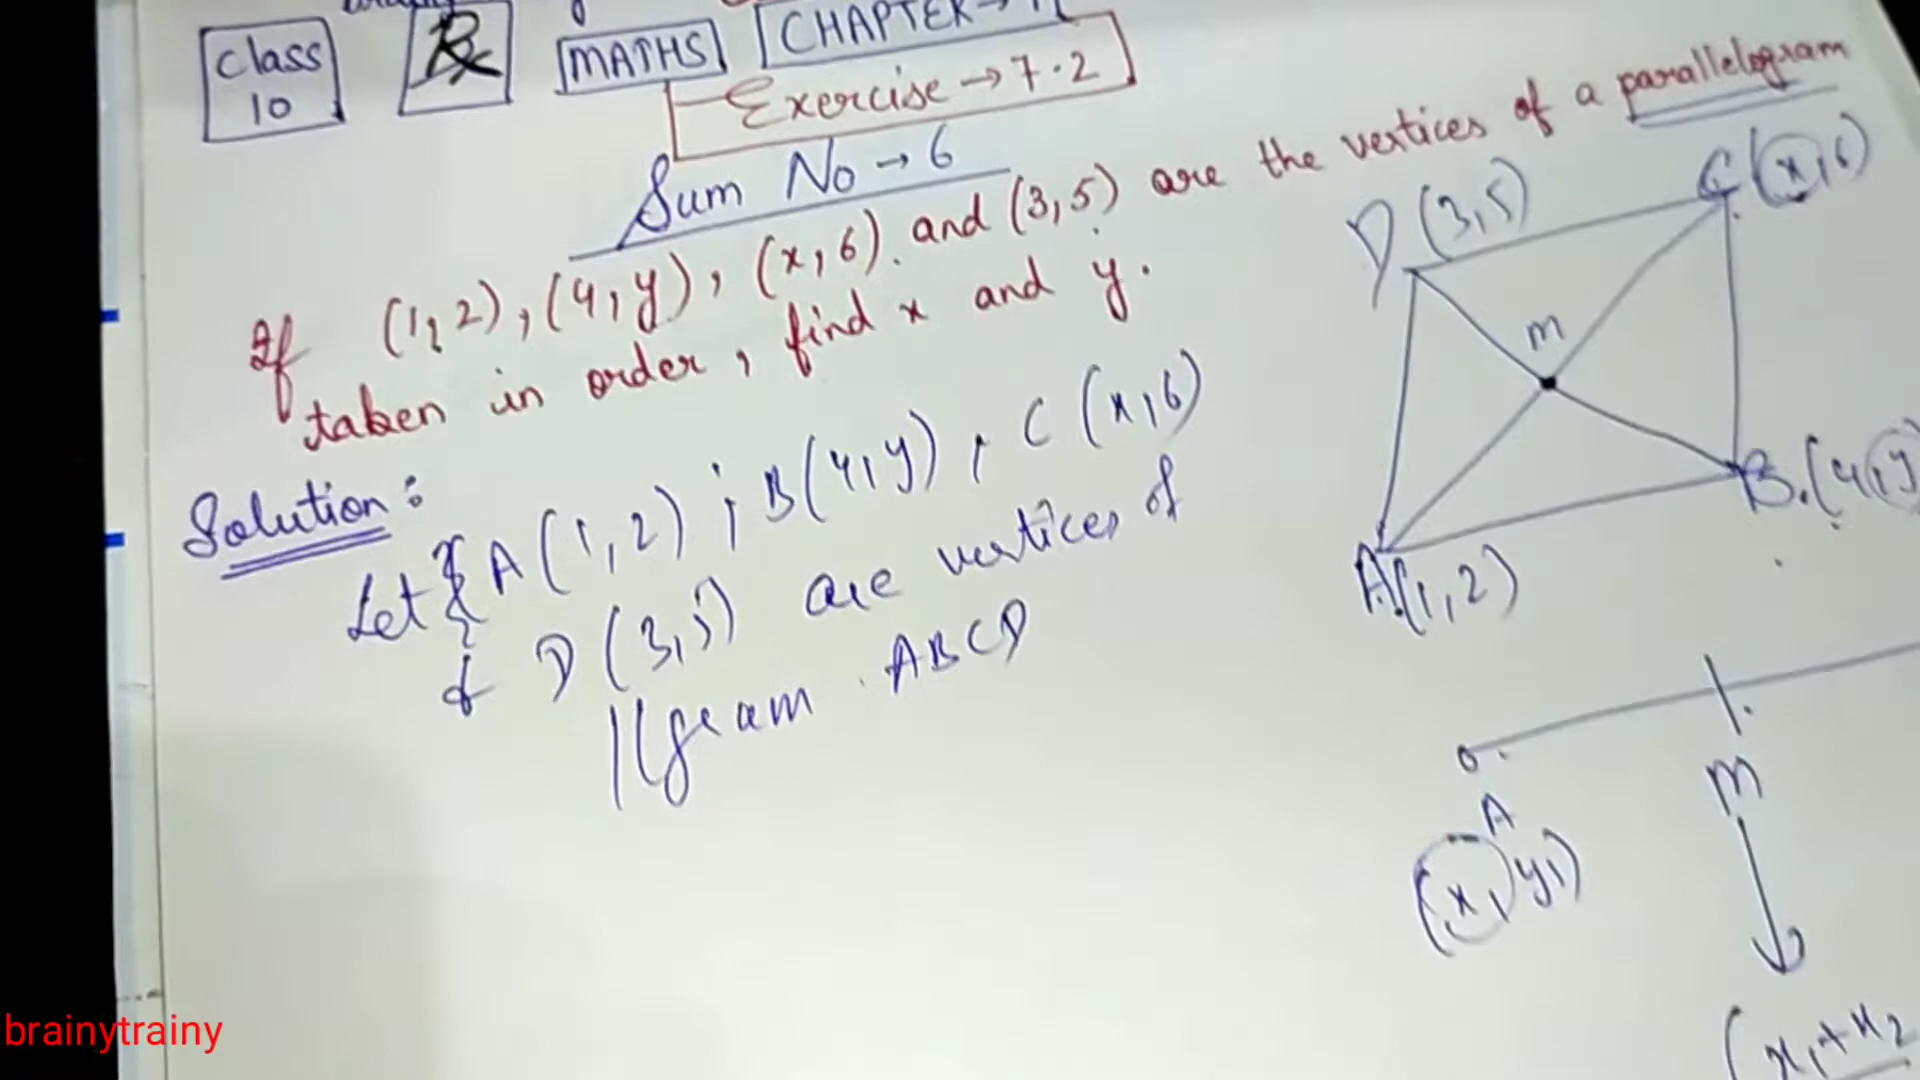 Class
10
MATHS
CHAPTER →
Exercise → 7.2
Sum No → 6
If (1,2), (4,y), (x,6) and (3,5) are the vertices of a parallelogram
taken in order, find x and y.
Solution:
Let A(1,2); B(4,y), C(x,6)
& D(3,5) are vertices of
||gram ABCD
D(3,5)
C(x,6)
M
B.(4,y
A(1,2)
A
M
(x1 y1)
(x1+x2
brainytrainy